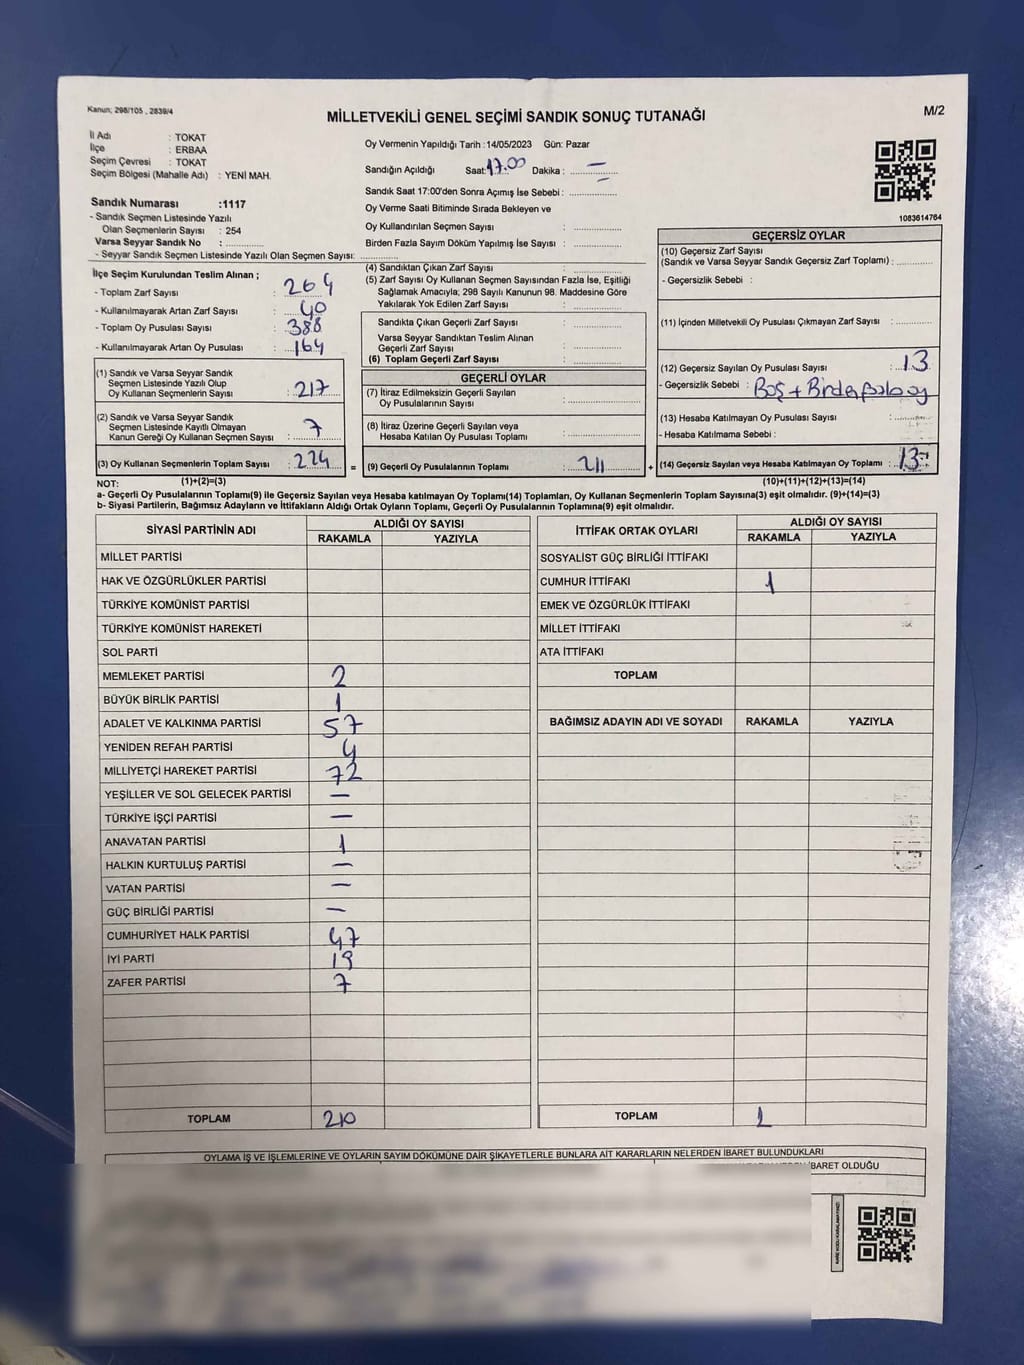 Kanun; 298/105 , 2839/4
MİLLETVEKİLİ GENEL SEÇİMİ SANDIK SONUÇ TUTANAĞI
M/2
İl Adı : TOKAT
İlçe : ERBAA
Seçim Çevresi : TOKAT
Seçim Bölgesi (Mahalle Adı) : YENİ MAH.
Sandık Numarası :1117
- Sandık Seçmen Listesinde Yazılı
Olan Seçmenlerin Sayısı : 254
Varsa Seyyar Sandık No :
- Seyyar Sandık Seçmen Listesinde Yazılı Olan Seçmen Sayısı:
Oy Vermenin Yapıldığı Tarih : 14/05/2023 Gün: Pazar
Sandığın Açıldığı Saat: 17.00 Dakika : —
Sandık Saat 17:00'den Sonra Açımış İse Sebebi : —
Oy Verme Saati Bitiminde Sırada Bekleyen ve
Oy Kullandırılan Seçmen Sayısı :
Birden Fazla Sayım Döküm Yapılmış İse Sayısı :
1083614764
İlçe Seçim Kurulundan Teslim Alınan ;
- Toplam Zarf Sayısı : 264
- Kullanılmayarak Artan Zarf Sayısı : 40
- Toplam Oy Pusulası Sayısı : 388
- Kullanılmayarak Artan Oy Pusulası : 164
(1) Sandık ve Varsa Seyyar Sandık
Seçmen Listesinde Yazılı Olup
Oy Kullanan Seçmenlerin Sayısı : 217
(2) Sandık ve Varsa Seyyar Sandık
Seçmen Listesinde Kayıtlı Olmayan
Kanun Gereği Oy Kullanan Seçmen Sayısı : 7
(3) Oy Kullanan Seçmenlerin Toplam Sayısı : 224
(4) Sandıktan Çıkan Zarf Sayısı :
(5) Zarf Sayısı Oy Kullanan Seçmen Sayısından Fazla İse, Eşitliği
Sağlamak Amacıyla; 298 Sayılı Kanunun 98. Maddesine Göre
Yakılarak Yok Edilen Zarf Sayısı :
Sandıkta Çıkan Geçerli Zarf Sayısı :
Varsa Seyyar Sandıktan Teslim Alınan
Geçerli Zarf Sayısı :
(6) Toplam Geçerli Zarf Sayısı :
GEÇERLİ OYLAR
(7) İtiraz Edilmeksizin Geçerli Sayılan
Oy Pusulalarının Sayısı :
(8) İtiraz Üzerine Geçerli Sayılan veya
Hesaba Katılan Oy Pusulası Toplamı :
= (9) Geçerli Oy Pusulalarının Toplamı : 211 +
GEÇERSİZ OYLAR
(10) Geçersiz Zarf Sayısı
(Sandık ve Varsa Seyyar Sandık Geçersiz Zarf Toplamı) :
- Geçersizlik Sebebi :
(11) İçinden Milletvekili Oy Pusulası Çıkmayan Zarf Sayısı :
(12) Geçersiz Sayılan Oy Pusulası Sayısı : 13
- Geçersizlik Sebebi : Boş + Birden fazla oy
(13) Hesaba Katılmayan Oy Pusulası Sayısı :
- Hesaba Katılmama Sebebi :
(14) Geçersiz Sayılan veya Hesaba Katılmayan Oy Toplamı : 13
NOT: (1)+(2)=(3)
(10)+(11)+(12)+(13)=(14)
a- Geçerli Oy Pusulalarının Toplamı(9) ile Geçersiz Sayılan veya Hesaba katılmayan Oy Toplamı(14) Toplamları, Oy Kullanan Seçmenlerin Toplam Sayısına(3) eşit olmalıdır. (9)+(14)=(3)
b- Siyasi Partilerin, Bağımsız Adayların ve İttifakların Aldığı Ortak Oyların Toplamı, Geçerli Oy Pusulalarının Toplamına(9) eşit olmalıdır.
SİYASİ PARTİNİN ADI
ALDIĞI OY SAYISI
RAKAMLA YAZIYLA
MİLLET PARTİSİ
HAK VE ÖZGÜRLÜKLER PARTİSİ
TÜRKİYE KOMÜNİST PARTİSİ
TÜRKİYE KOMÜNİST HAREKETİ
SOL PARTİ
MEMLEKET PARTİSİ 2
BÜYÜK BİRLİK PARTİSİ 1
ADALET VE KALKINMA PARTİSİ 57
YENİDEN REFAH PARTİSİ 4
MİLLİYETÇİ HAREKET PARTİSİ 72
YEŞİLLER VE SOL GELECEK PARTİSİ —
TÜRKİYE İŞÇİ PARTİSİ —
ANAVATAN PARTİSİ 1
HALKIN KURTULUŞ PARTİSİ —
VATAN PARTİSİ —
GÜÇ BİRLİĞİ PARTİSİ —
CUMHURİYET HALK PARTİSİ 47
İYİ PARTİ 19
ZAFER PARTİSİ 7
TOPLAM 210
İTTİFAK ORTAK OYLARI
ALDIĞI OY SAYISI
RAKAMLA YAZIYLA
SOSYALİST GÜÇ BİRLİĞİ İTTİFAKI
CUMHUR İTTİFAKI 1
EMEK VE ÖZGÜRLÜK İTTİFAKI
MİLLET İTTİFAKI
ATA İTTİFAKI
TOPLAM
BAĞIMSIZ ADAYIN ADI VE SOYADI RAKAMLA YAZIYLA
TOPLAM 1
OYLAMA İŞ VE İŞLEMLERİNE VE OYLARIN SAYIM DÖKÜMÜNE DAİR ŞİKAYETLERLE BUNLARA AİT KARARLARIN NELERDEN İBARET BULUNDUKLARI
İBARET OLDUĞU